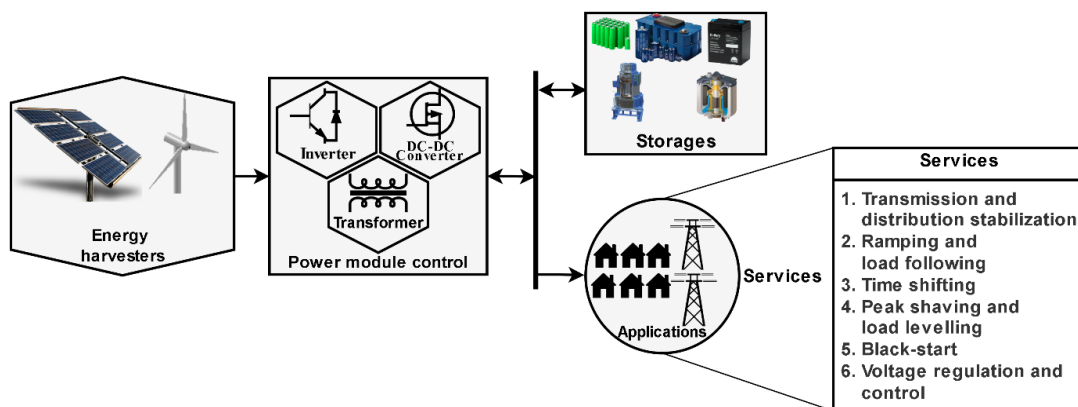 Energy
harvesters
Inverter
DC-DC
Converter
Transformer
Power module control
Storages
Applications
Services
Services
1. Transmission and
distribution stabilization
2. Ramping and
load following
3. Time shifting
4. Peak shaving and
load levelling
5. Black-start
6. Voltage regulation and
control